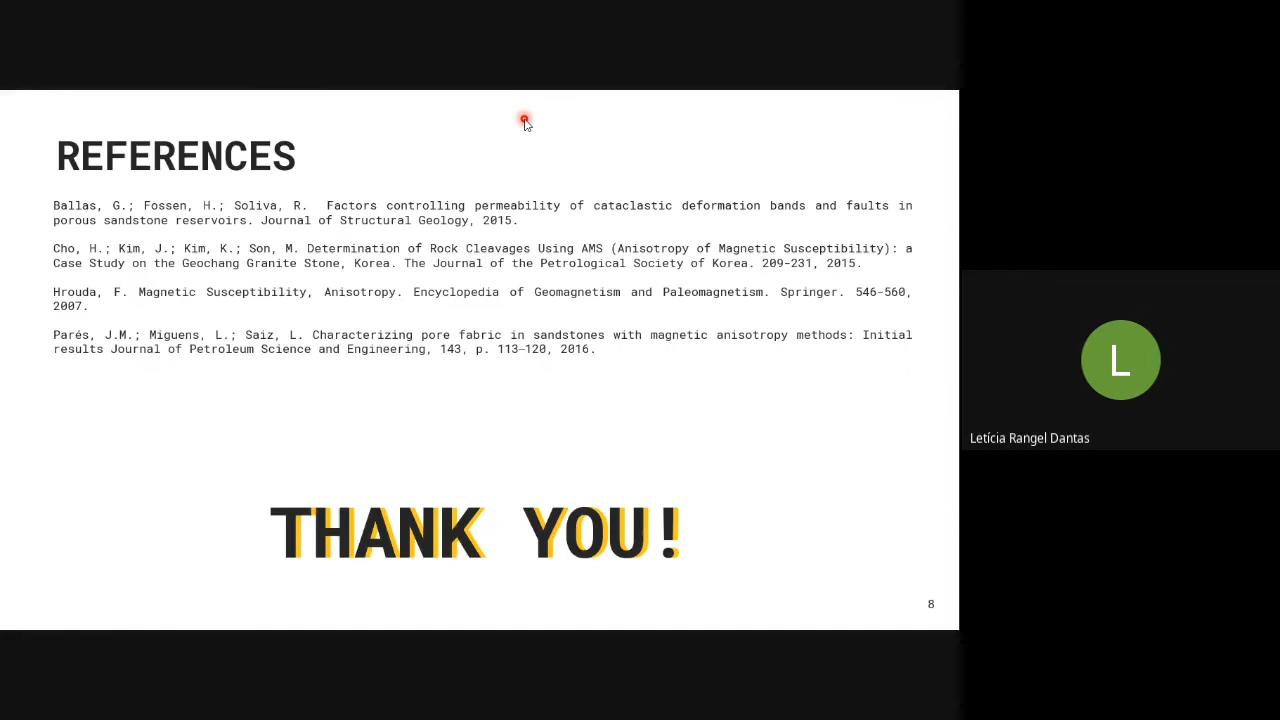 REFERENCES
Ballas, G.; Fossen, H.; Soliva, R. Factors controlling permeability of cataclastic deformation bands and faults in
porous sandstone reservoirs. Journal of Structural Geology, 2015.
Cho, H.; Kim, J.; Kim, K.; Son, M. Determination of Rock Cleavages Using AMS (Anisotropy of Magnetic Susceptibility): a
Case Study on the Geochang Granite Stone, Korea. The Journal of the Petrological Society of Korea. 209-231, 2015.
Hrouda, F. Magnetic Susceptibility, Anisotropy. Encyclopedia of Geomagnetism and Paleomagnetism. Springer. 546-560,
2007.
Parés, J.M.; Miguens, L.; Saiz, L. Characterizing pore fabric in sandstones with magnetic anisotropy methods: Initial
results Journal of Petroleum Science and Engineering, 143, p. 113–120, 2016.
THANK YOU!
8
L
Letícia Rangel Dantas